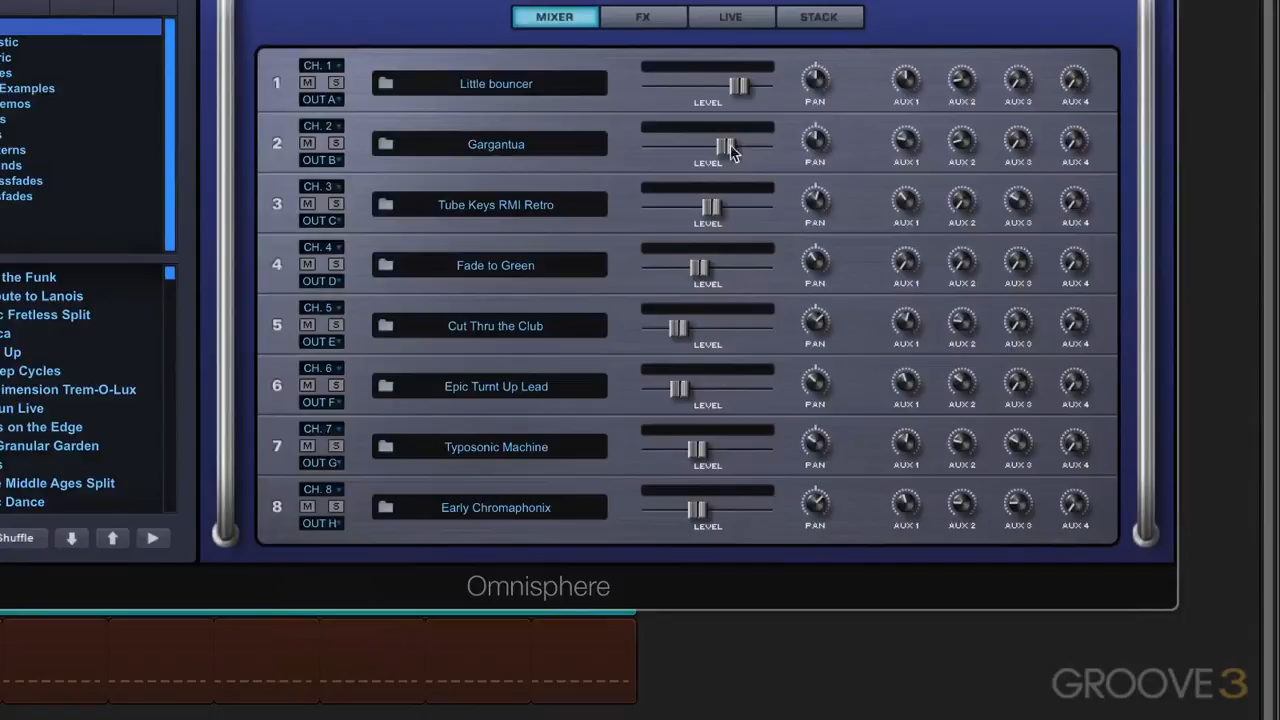 MIXER
FX
LIVE
STACK
stic
ric
es
Examples
emos
s
s
terns
nds
ssfades
sfades
the Funk
bute to Lanois
c Fretless Split
ca
Up
ep Cycles
imension Trem-O-Lux
un Live
s on the Edge
Granular Garden
s
e Middle Ages Split
c Dance
Shuffle
1
CH. 1
M S
OUT A
Little bouncer
LEVEL
PAN
AUX 1 AUX 2 AUX 3 AUX 4
2
CH. 2
M S
OUT B
Gargantua
LEVEL
PAN
AUX 1 AUX 2 AUX 3 AUX 4
3
CH. 3
M S
OUT C
Tube Keys RMI Retro
LEVEL
PAN
AUX 1 AUX 2 AUX 3 AUX 4
4
CH. 4
M S
OUT D
Fade to Green
LEVEL
PAN
AUX 1 AUX 2 AUX 3 AUX 4
5
CH. 5
M S
OUT E
Cut Thru the Club
LEVEL
PAN
AUX 1 AUX 2 AUX 3 AUX 4
6
CH. 6
M S
OUT F
Epic Turnt Up Lead
LEVEL
PAN
AUX 1 AUX 2 AUX 3 AUX 4
7
CH. 7
M S
OUT G
Typosonic Machine
LEVEL
PAN
AUX 1 AUX 2 AUX 3 AUX 4
8
CH. 8
M S
OUT H
Early Chromaphonix
LEVEL
PAN
AUX 1 AUX 2 AUX 3 AUX 4
Omnisphere
GROOVE3